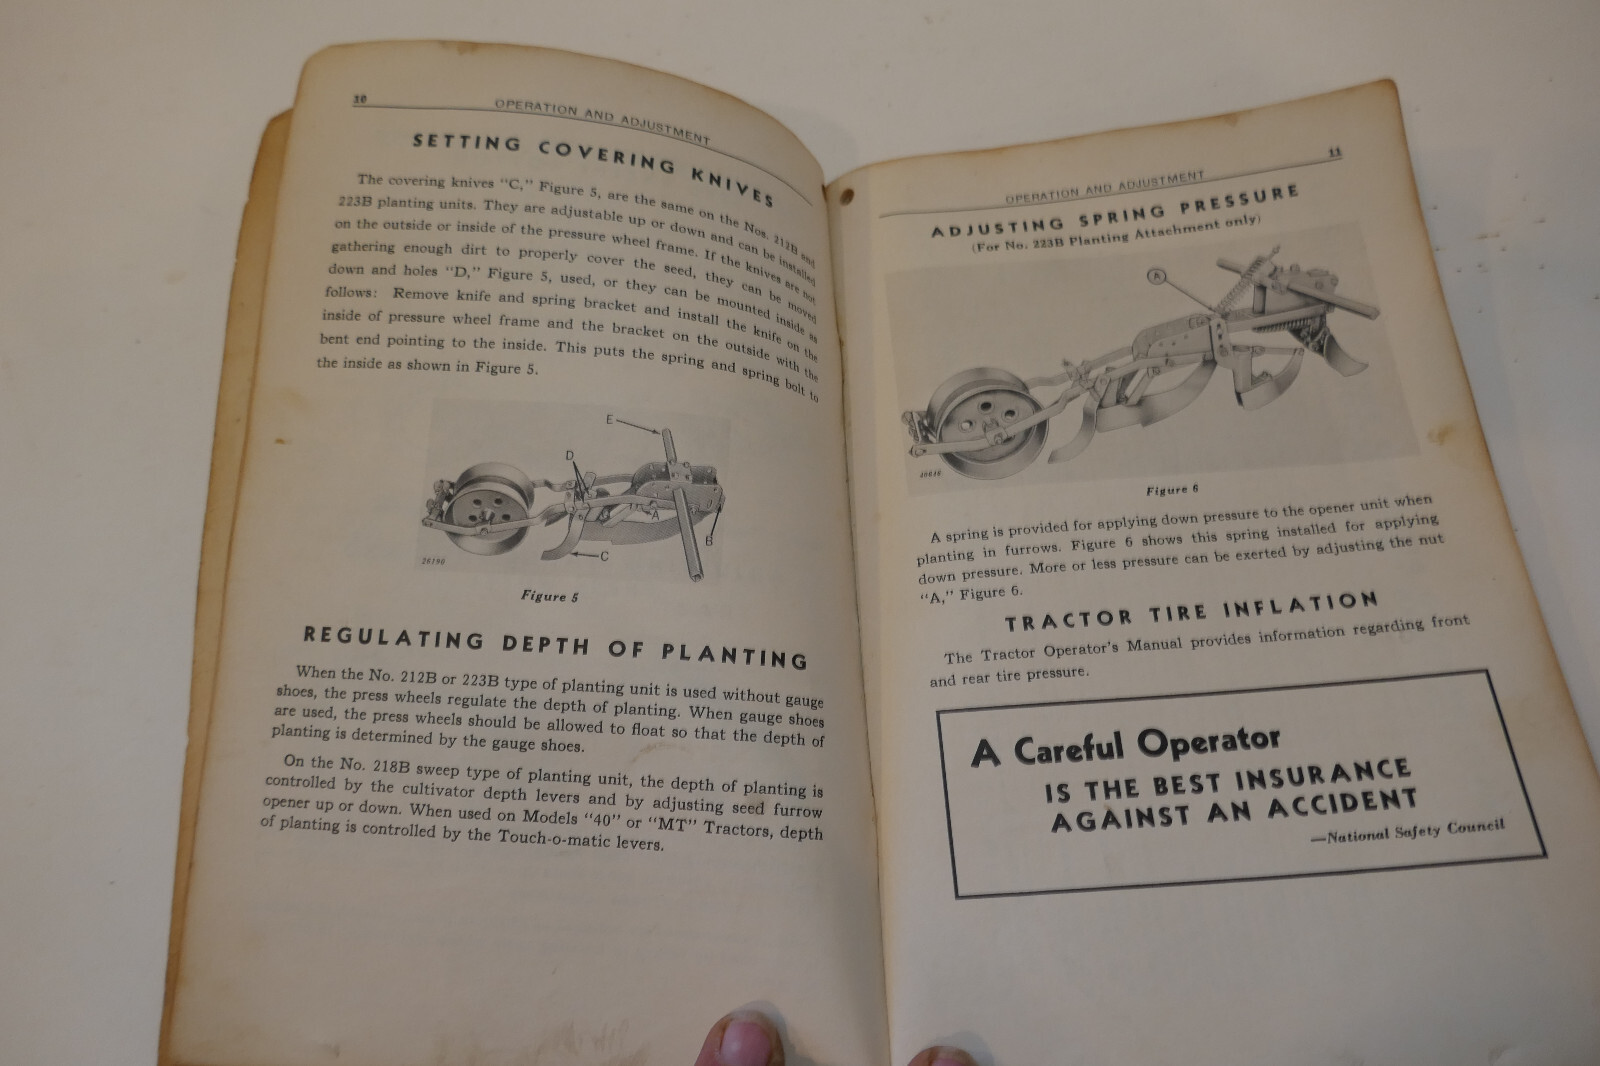 10
OPERATION AND ADJUSTMENT
SETTING COVERING KNIVES
The covering knives "C," Figure 5, are the same on the Nos. 212B and
223B planting units. They are adjustable up or down and can be installed
on the outside or inside of the pressure wheel frame. If the knives are not
gathering enough dirt to properly cover the seed, they can be moved
down and holes "D," Figure 5, used, or they can be mounted inside as
follows: Remove knife and spring bracket and install the knife on the
inside of pressure wheel frame and the bracket on the outside with the
bent end pointing to the inside. This puts the spring and spring bolt to
the inside as shown in Figure 5.
E
D
A
B
C
26190
Figure 5
REGULATING DEPTH OF PLANTING
When the No. 212B or 223B type of planting unit is used without gauge
shoes, the press wheels regulate the depth of planting. When gauge shoes
are used, the press wheels should be allowed to float so that the depth of
planting is determined by the gauge shoes.
On the No. 218B sweep type of planting unit, the depth of planting is
controlled by the cultivator depth levers and by adjusting seed furrow
opener up or down. When used on Models "40" or "MT" Tractors, depth
of planting is controlled by the Touch-o-matic levers.
11
OPERATION AND ADJUSTMENT
ADJUSTING SPRING PRESSURE
(For No. 223B Planting Attachment only)
A
Figure 6
A spring is provided for applying down pressure to the opener unit when
planting in furrows. Figure 6 shows this spring installed for applying
down pressure. More or less pressure can be exerted by adjusting the nut
"A," Figure 6.
TRACTOR TIRE INFLATION
The Tractor Operator's Manual provides information regarding front
and rear tire pressure.
A Careful Operator
IS THE BEST INSURANCE
AGAINST AN ACCIDENT
—National Safety Council